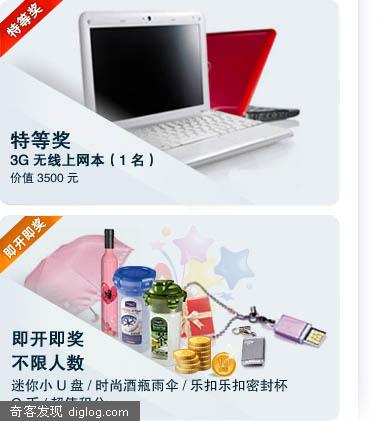 特等奖
特等奖
3G 无线上网本（1 名）
价值 3500 元
即开即奖
即开即奖
不限人数
迷你小 U 盘 / 时尚酒瓶雨伞 / 乐扣乐扣密封杯
奇客发现 diglog.com